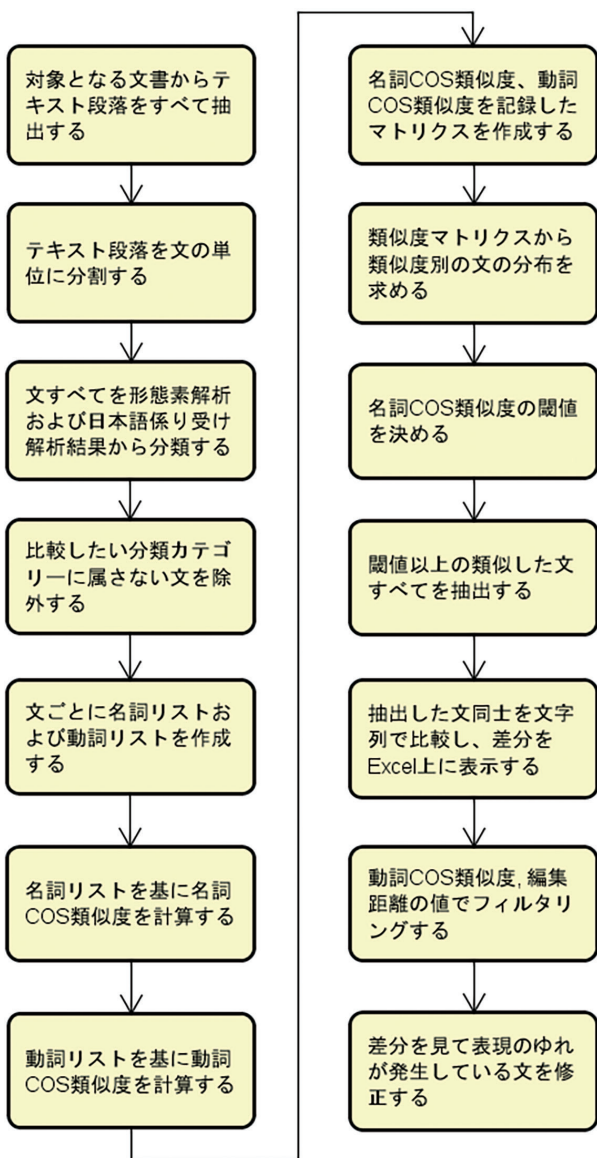 対象となる文書からテ
キスト段落をすべて抽
出する
テキスト段落を文の単
位に分割する
文すべてを形態素解析
および日本語係り受け
解析結果から分類する
比較したい分類カテゴ
リーに属さない文を除
外する
文ごとに名詞リストお
よび動詞リストを作成
する
名詞リストを基に名詞
COS類似度を計算する
動詞リストを基に動詞
COS類似度を計算する
名詞COS類似度、動詞
COS類似度を記録した
マトリクスを作成する
類似度マトリクスから
類似度別の文の分布を
求める
名詞COS類似度の閾値
を決める
閾値以上の類似した文
すべてを抽出する
抽出した文同士を文字
列で比較し、差分を
Excel上に表示する
動詞COS類似度, 編集
距離の値でフィルタリ
ングする
差分を見て表現のゆれ
が発生している文を修
正する